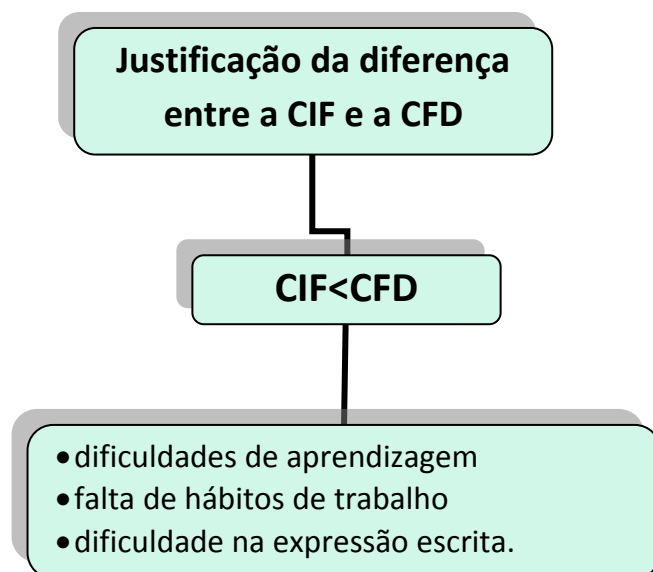 Justificação da diferença
entre a CIF e a CFD
CIF<CFD
•dificuldades de aprendizagem
•falta de hábitos de trabalho
•dificuldade na expressão escrita.